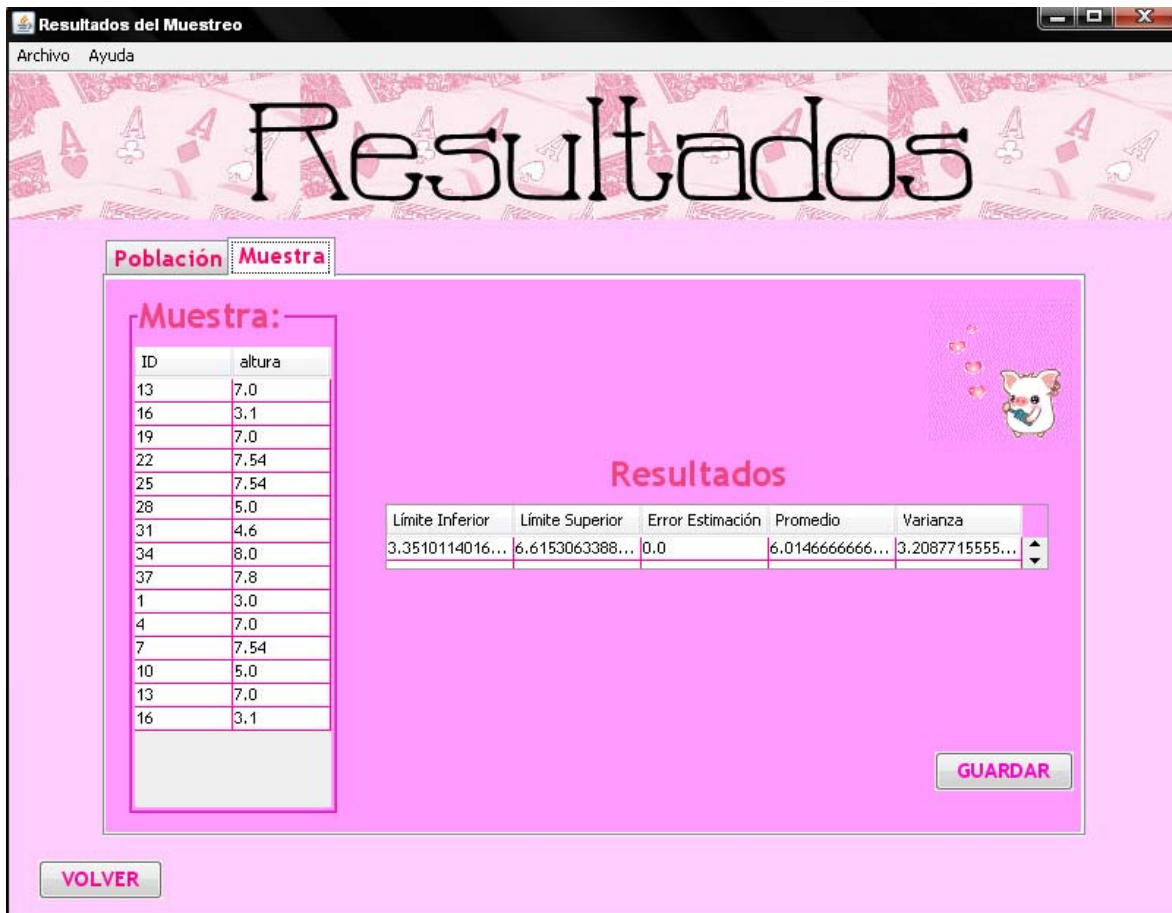 Resultados del Muestreo
Archivo Ayuda
Resultados
Población Muestra
Muestra:
ID altura
13 7.0
16 3.1
19 7.0
22 7.54
25 7.54
28 5.0
31 4.6
34 8.0
37 7.8
1 3.0
4 7.0
7 7.54
10 5.0
13 7.0
16 3.1
Resultados
Límite Inferior Límite Superior Error Estimación Promedio Varianza
3.3510114016... 6.6153063388... 0.0 6.0146666666... 3.2087715555...
GUARDAR
VOLVER